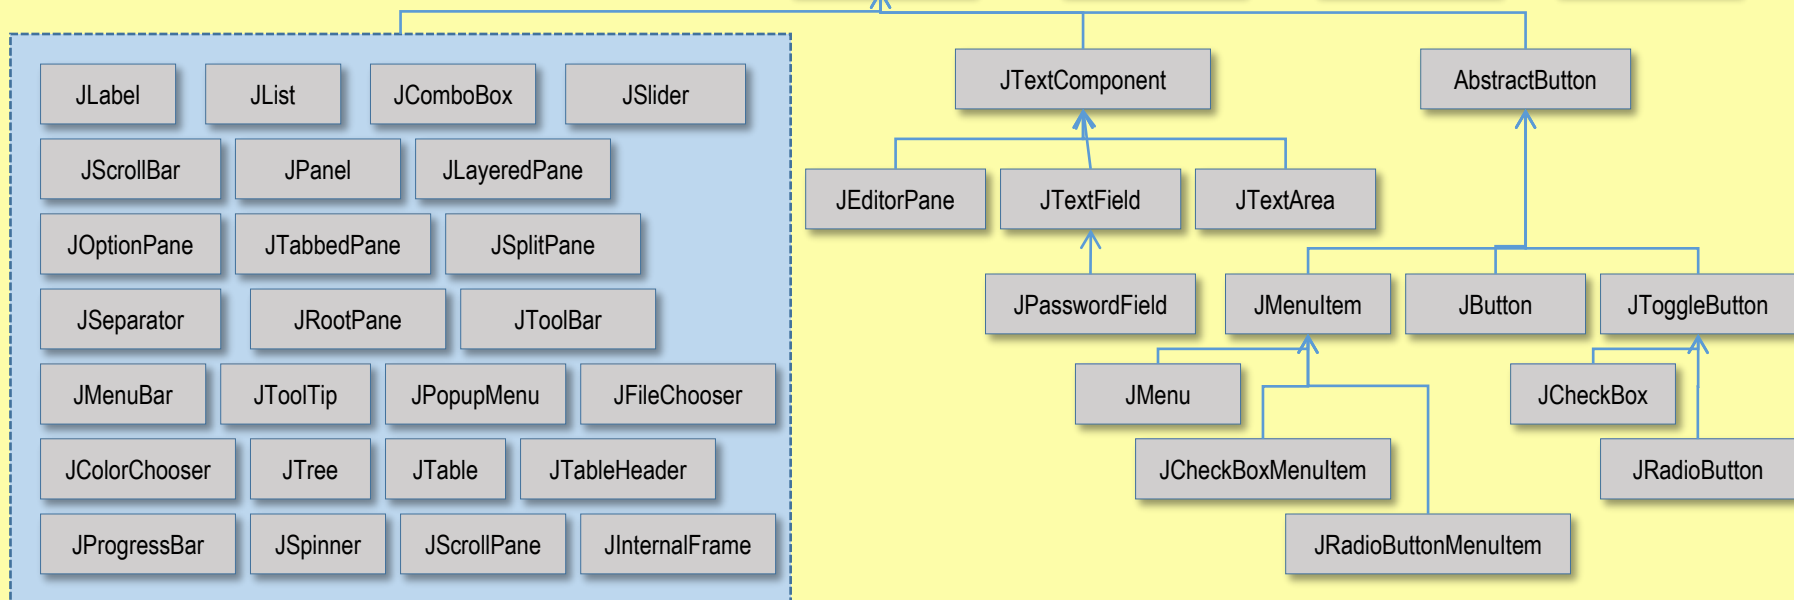 JLabel JList JComboBox JSlider
JScrollBar JPanel JLayeredPane
JOptionPane JTabbedPane JSplitPane
JSeparator JRootPane JToolBar
JMenuBar JToolTip JPopupMenu JFileChooser
JColorChooser JTree JTable JTableHeader
JProgressBar JSpinner JScrollPane JInternalFrame
JTextComponent AbstractButton
JEditorPane JTextField JTextArea
JPasswordField JMenuItem JButton JToggleButton
JMenu JCheckBox
JCheckBoxMenuItem JRadioButton
JRadioButtonMenuItem